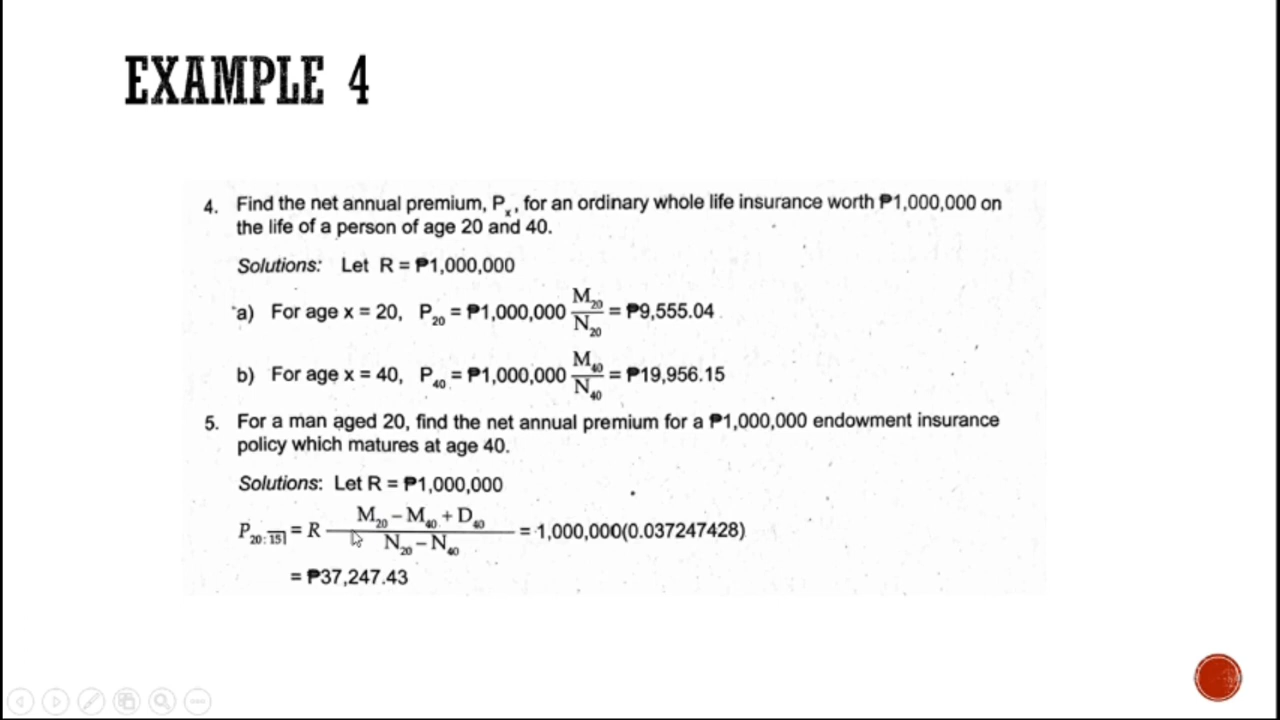 EXAMPLE 4
4. Find the net annual premium, Pₓ, for an ordinary whole life insurance worth ₱1,000,000 on
the life of a person of age 20 and 40.
Solutions: Let R = ₱1,000,000
a) For age x = 20, P₂₀ = ₱1,000,000 M₂₀/N₂₀ = ₱9,555.04
b) For age x = 40, P₄₀ = ₱1,000,000 M₄₀/N₄₀ = ₱19,956.15
5. For a man aged 20, find the net annual premium for a ₱1,000,000 endowment insurance
policy which matures at age 40.
Solutions: Let R = ₱1,000,000
P₂₀:₁₅| = R (M₂₀ – M₄₀ + D₄₀)/(N₂₀ – N₄₀) = 1,000,000(0.037247428)
= ₱37,247.43